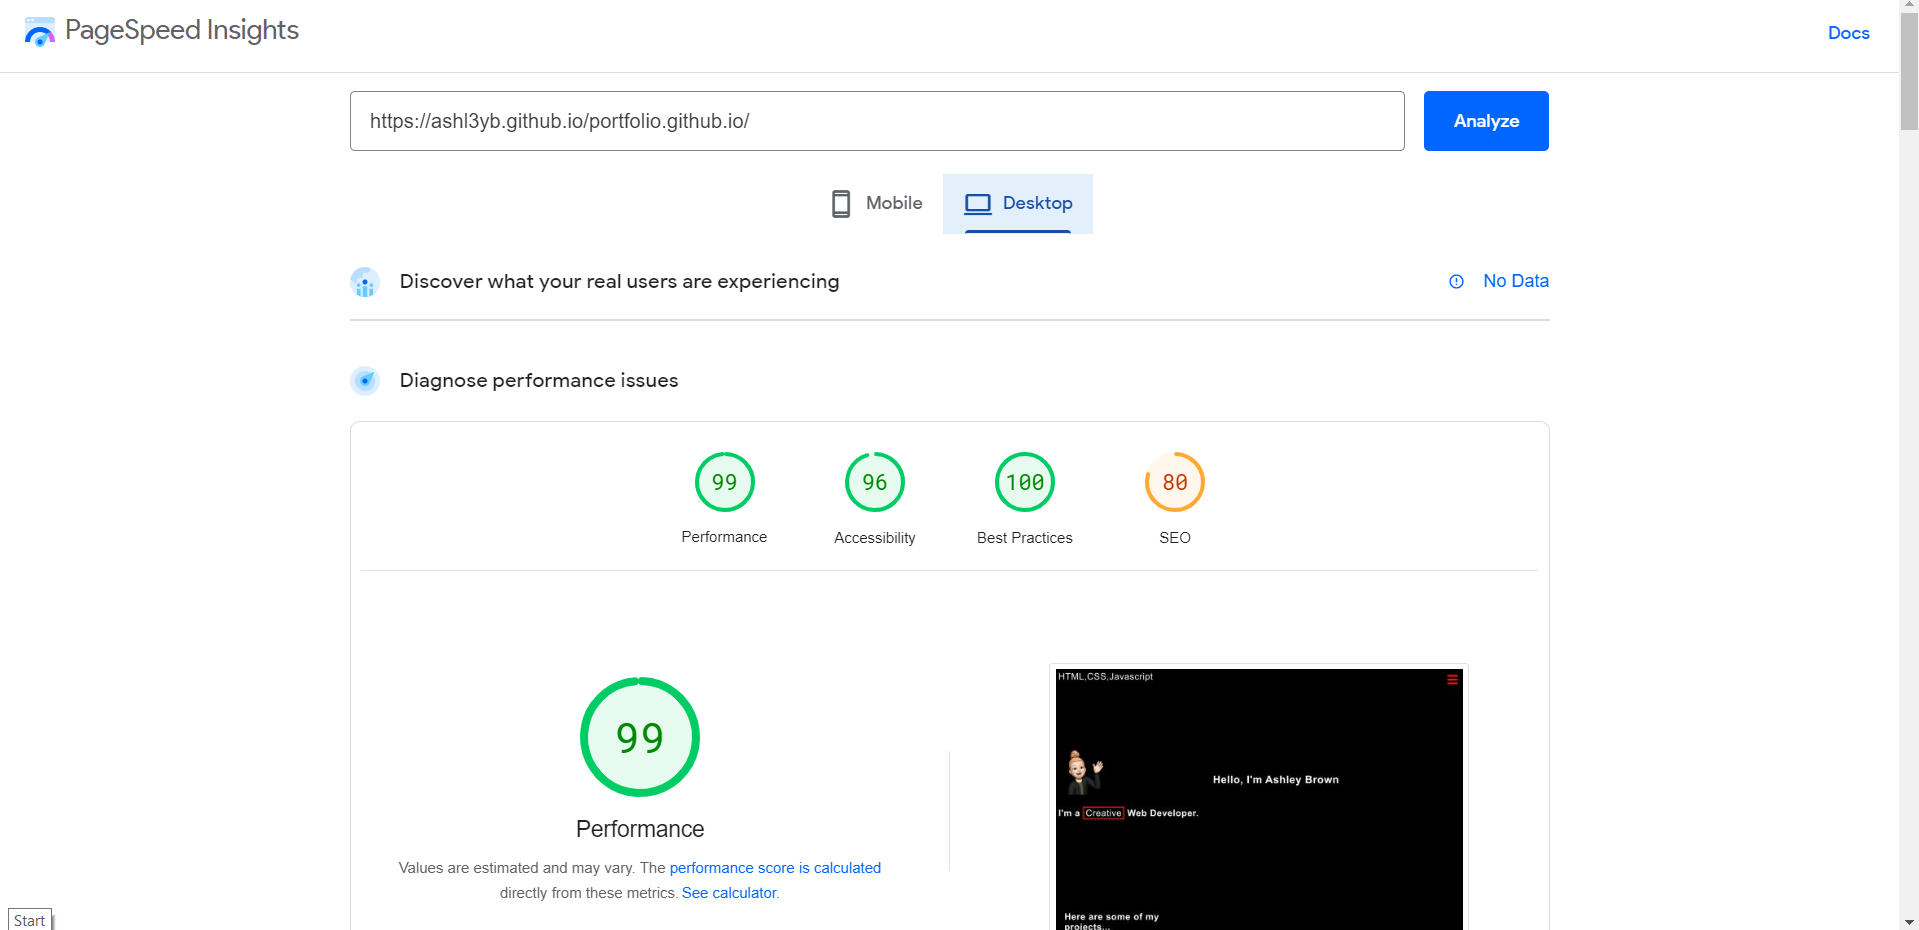 PageSpeed Insights
Docs
https://ashl3yb.github.io/portfolio.github.io/
Analyze
Mobile
Desktop
Discover what your real users are experiencing
No Data
Diagnose performance issues
99
96
100
80
Performance
Accessibility
Best Practices
SEO
99
Performance
Values are estimated and may vary. The performance score is calculated
directly from these metrics. See calculator.
HTML,CSS,Javascript
Hello, I'm Ashley Brown
I'm a Creative Web Developer.
Here are some of my
projects...
Start